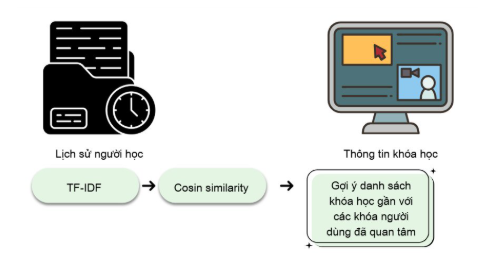 Lịch sử người học
Thông tin khóa học
TF-IDF
Cosin similarity
Gợi ý danh sách
khóa học gần với
các khóa người
dùng đã quan tâm